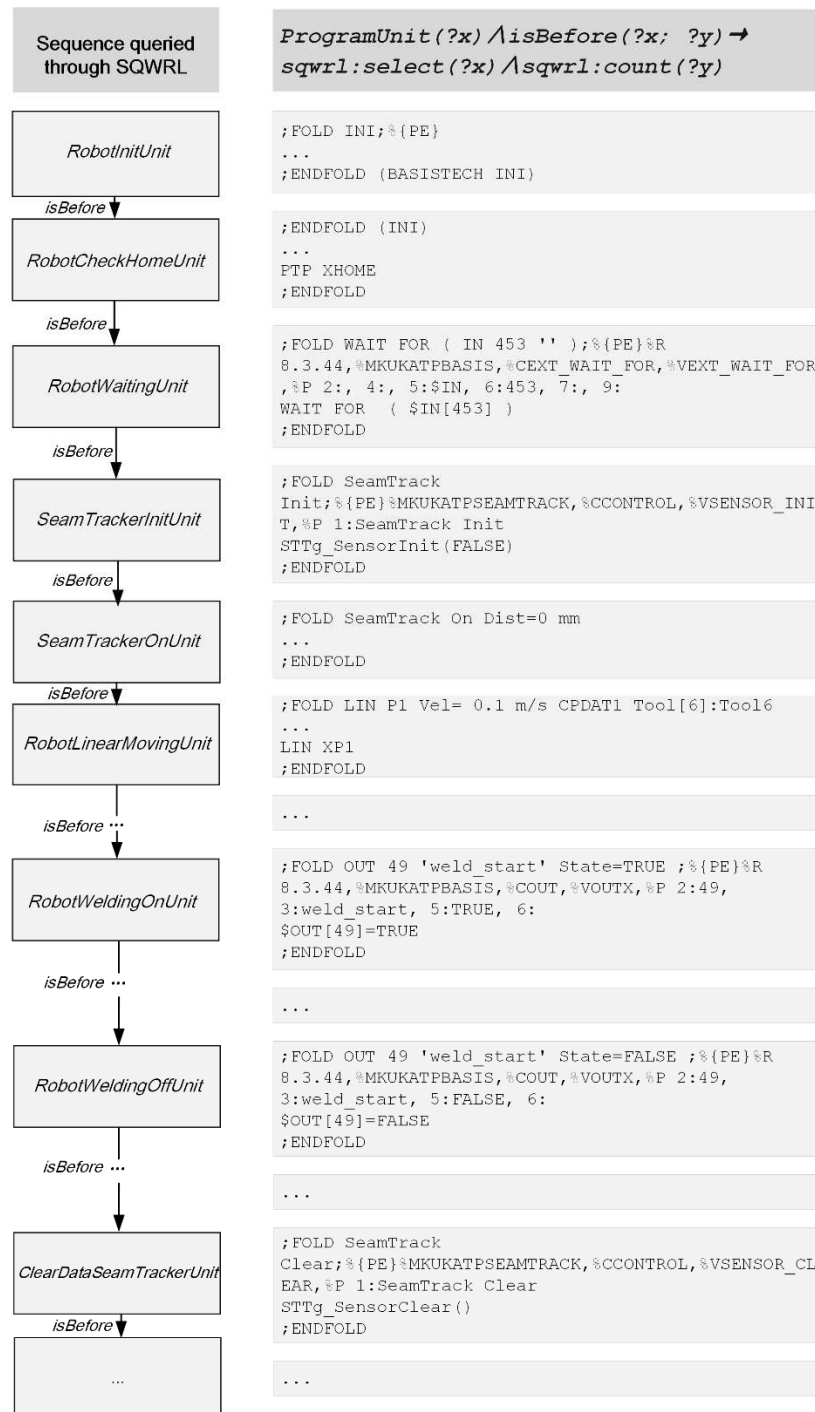 Sequence queried
through SQWRL
ProgramUnit(?x)⋀isBefore(?x; ?y)→
sqwrl:select(?x)⋀sqwrl:count(?y)
RobotInitUnit
;FOLD INI;%{PE}
...
;ENDFOLD (BASISTECH INI)
isBefore
RobotCheckHomeUnit
;ENDFOLD (INI)
...
PTP XHOME
;ENDFOLD
isBefore
RobotWaitingUnit
;FOLD WAIT FOR ( IN 453 '' );%{PE}%R
8.3.44,%MKUKATPBASIS,%CEXT_WAIT_FOR,%VEXT_WAIT_FOR
,%P 2:, 4:, 5:$IN, 6:453, 7:, 9:
WAIT FOR  ( $IN[453] )
;ENDFOLD
isBefore
SeamTrackerInitUnit
;FOLD SeamTrack
Init;%{PE}%MKUKATPSEAMTRACK,%CCONTROL,%VSENSOR_INI
T,%P 1:SeamTrack Init
STTg_SensorInit(FALSE)
;ENDFOLD
isBefore
SeamTrackerOnUnit
;FOLD SeamTrack On Dist=0 mm
...
;ENDFOLD
isBefore
RobotLinearMovingUnit
;FOLD LIN P1 Vel= 0.1 m/s CPDAT1 Tool[6]:Tool6
...
LIN XP1
;ENDFOLD
isBefore ...
...
RobotWeldingOnUnit
;FOLD OUT 49 'weld_start' State=TRUE ;%{PE}%R
8.3.44,%MKUKATPBASIS,%COUT,%VOUTX,%P 2:49,
3:weld_start, 5:TRUE, 6:
$OUT[49]=TRUE
;ENDFOLD
isBefore ...
...
RobotWeldingOffUnit
;FOLD OUT 49 'weld_start' State=FALSE ;%{PE}%R
8.3.44,%MKUKATPBASIS,%COUT,%VOUTX,%P 2:49,
3:weld_start, 5:FALSE, 6:
$OUT[49]=FALSE
;ENDFOLD
isBefore ...
...
ClearDataSeamTrackerUnit
;FOLD SeamTrack
Clear;%{PE}%MKUKATPSEAMTRACK,%CCONTROL,%VSENSOR_CL
EAR,%P 1:SeamTrack Clear
STTg_SensorClear()
;ENDFOLD
isBefore
...
...